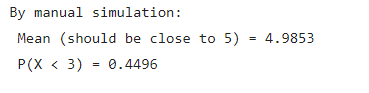 By manual simulation:
Mean (should be close to 5) = 4.9853
P(X < 3) = 0.4496